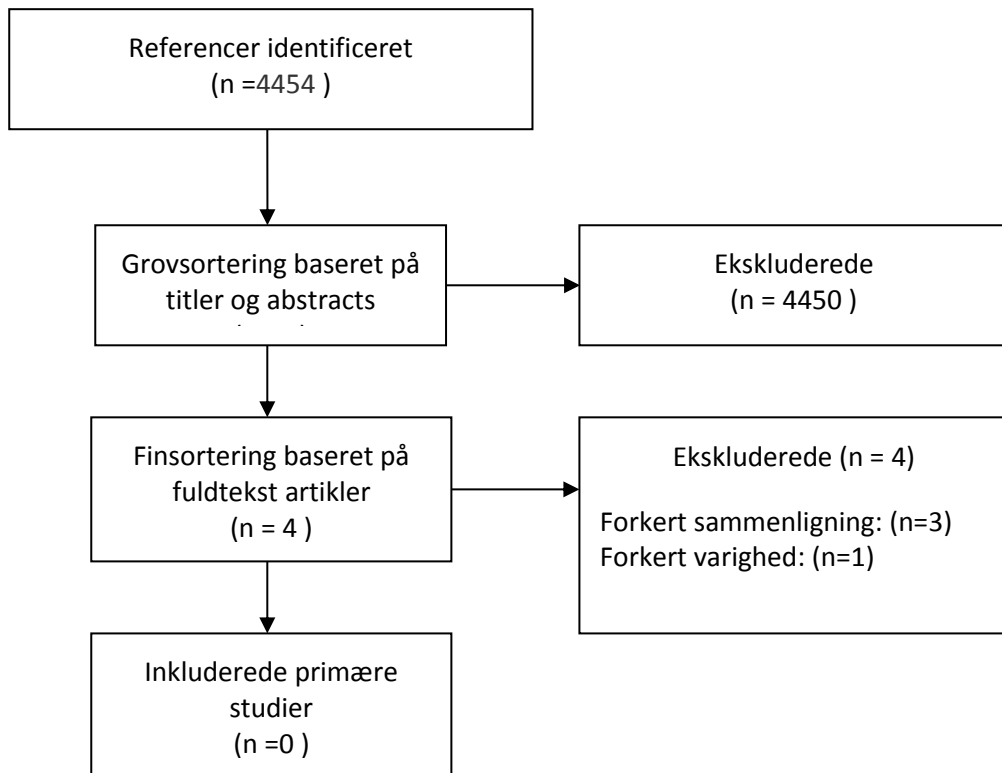 Referencer identificeret
(n =4454 )
Grovsortering baseret på
titler og abstracts
Ekskluderede
(n = 4450 )
Finsortering baseret på
fuldtekst artikler
(n = 4 )
Ekskluderede (n = 4)
Forkert sammenligning: (n=3)
Forkert varighed: (n=1)
Inkluderede primære
studier
(n =0 )